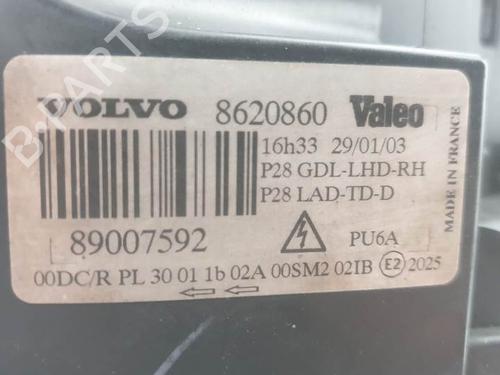 VOLVO 8620860 Valeo
16h33 29/01/03
P28 GDL-LHD-RH
P28 LAD-TD-D
89007592
PU6A
00DC/R PL 30 01 1b 02A 00SM2 02IB E2 2025
MADE IN FRANCE
B-PARTS